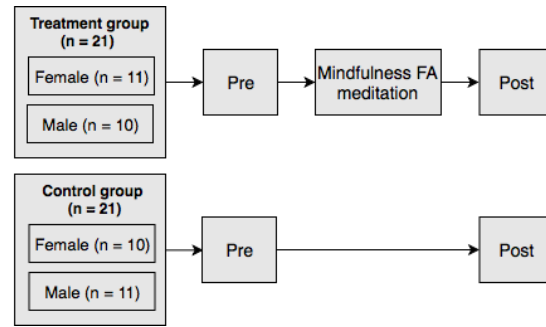 Treatment group
(n = 21)
Female (n = 11)
Male (n = 10)
Pre
Mindfulness FA
meditation
Post
Control group
(n = 21)
Female (n = 10)
Male (n = 11)
Pre
Post